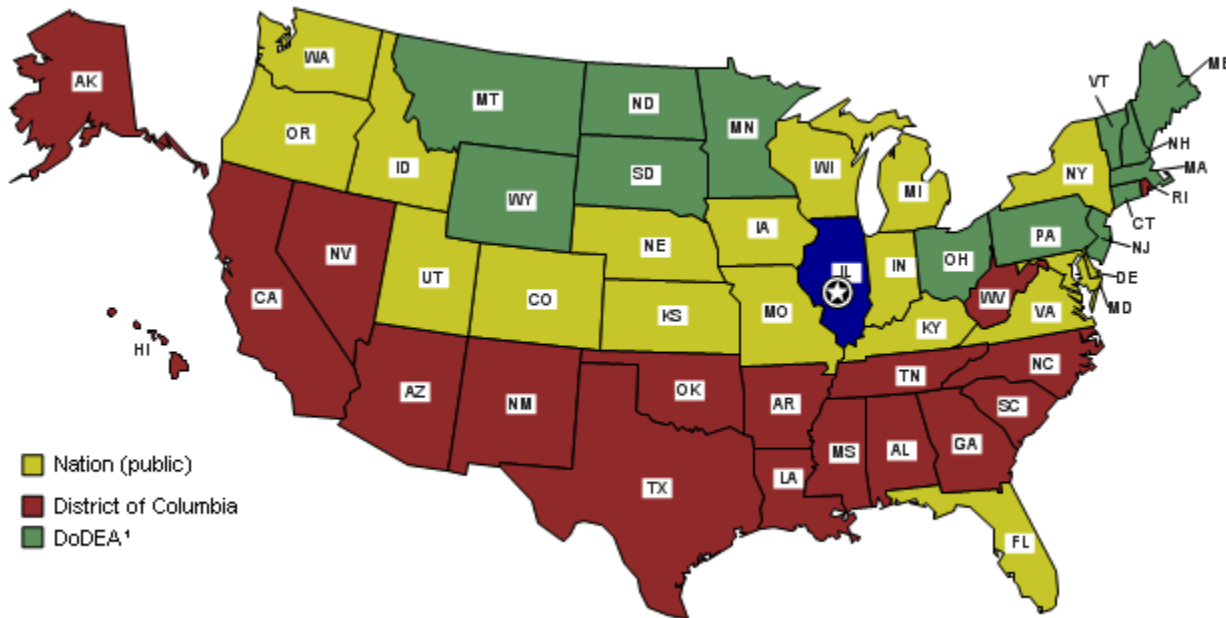 AK
WA
MT
ND
MN
VT
ME
OR
ID
WI
MI
NY
NH
MA
SD
WY
RI
CT
IA
PA
NJ
NE
OH
NV
UT
IL
IN
DE
CA
CO
WV
MD
KS
MO
KY
VA
HI
NC
TN
AZ
NM
OK
AR
SC
MS
AL
GA
LA
TX
FL
Nation (public)
District of Columbia
DoDEA¹